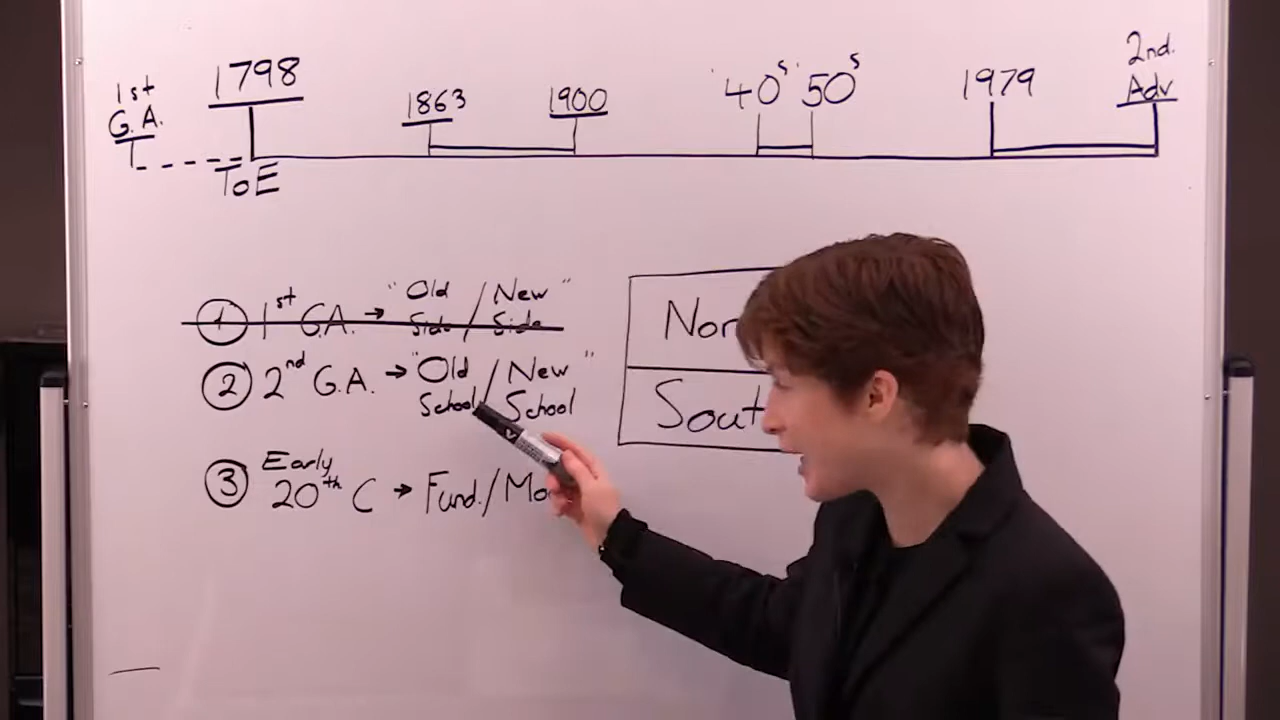 1st G.A.
1798
ToE
1863
1900
'40s '50s
1979
2nd. Adv
① 1st G.A. → "Old Side / New Side"
② 2nd G.A. → "Old School / New School"
③ Early 20th C → Fund. / Mo
Nor
Sout